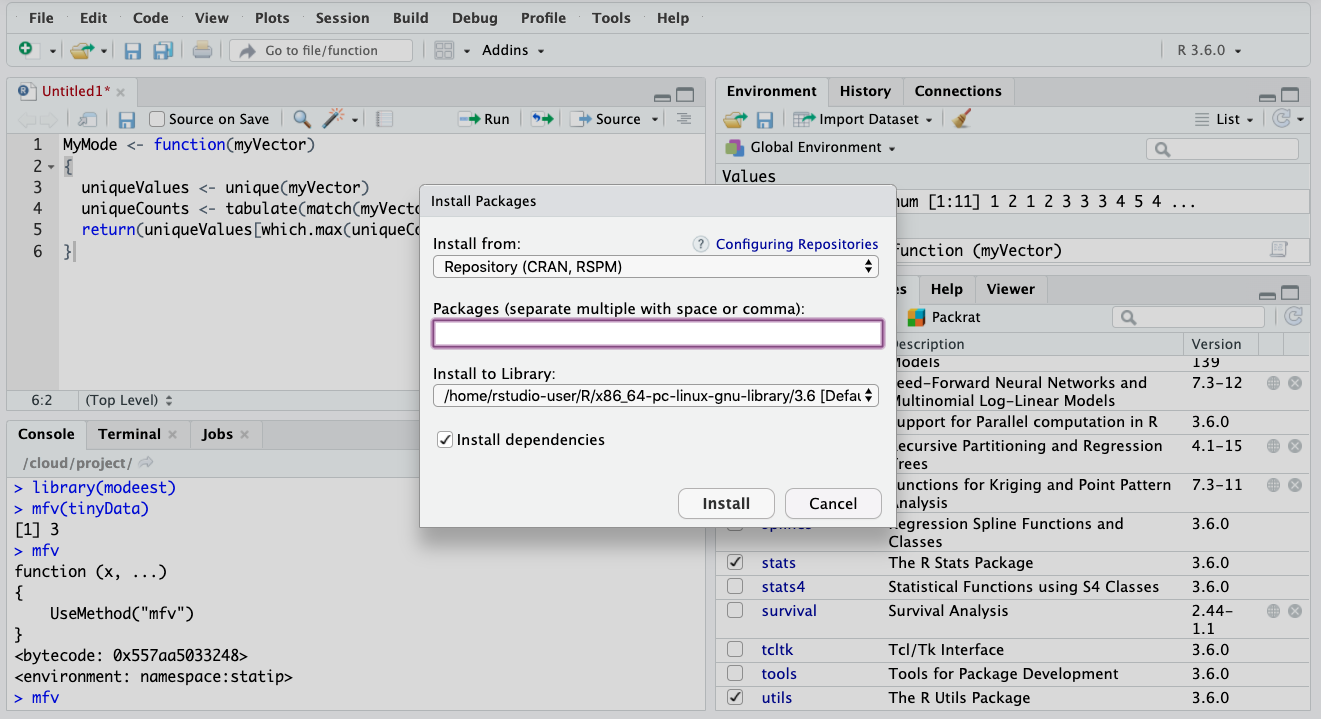 File Edit Code View Plots Session Build Debug Profile Tools Help
Go to file/function Addins R 3.6.0
Untitled1*
Source on Save Run Source
1 MyMode <- function(myVector)
2 {
3 uniqueValues <- unique(myVector)
4 uniqueCounts <- tabulate(match(
5 return(uniqueValues[which.max(
6 }
6:2 (Top Level)
Console Terminal Jobs
/cloud/project/
> library(modeest)
> mfv(tinyData)
[1] 3
> mfv
function (x, ...)
{
UseMethod("mfv")
}
<bytecode: 0x557aa5033248>
<environment: namespace:statip>
> mfv
Install Packages
Install from: ? Configuring Repositories
Repository (CRAN, RSPM)
Packages (separate multiple with space or comma):
Install to Library:
/home/rstudio-user/R/x86_64-pc-linux-gnu-library/3.6 [Defau
Install dependencies
Install Cancel
Environment History Connections
Import Dataset List
Global Environment
Values
num [1:11] 1 2 1 2 3 3 3 4 5 4 ...
function (myVector)
Help Viewer
Packrat
Description Version
Models 139
Feed-Forward Neural Networks and 7.3-12
Multinomial Log-Linear Models
Support for Parallel computation in R 3.6.0
Recursive Partitioning and Regression 4.1-15
Trees
Functions for Kriging and Point Pattern 7.3-11
Analysis
splines Regression Spline Functions and 3.6.0
Classes
stats The R Stats Package 3.6.0
stats4 Statistical Functions using S4 Classes 3.6.0
survival Survival Analysis 2.44-
1.1
tcltk Tcl/Tk Interface 3.6.0
tools Tools for Package Development 3.6.0
utils The R Utils Package 3.6.0